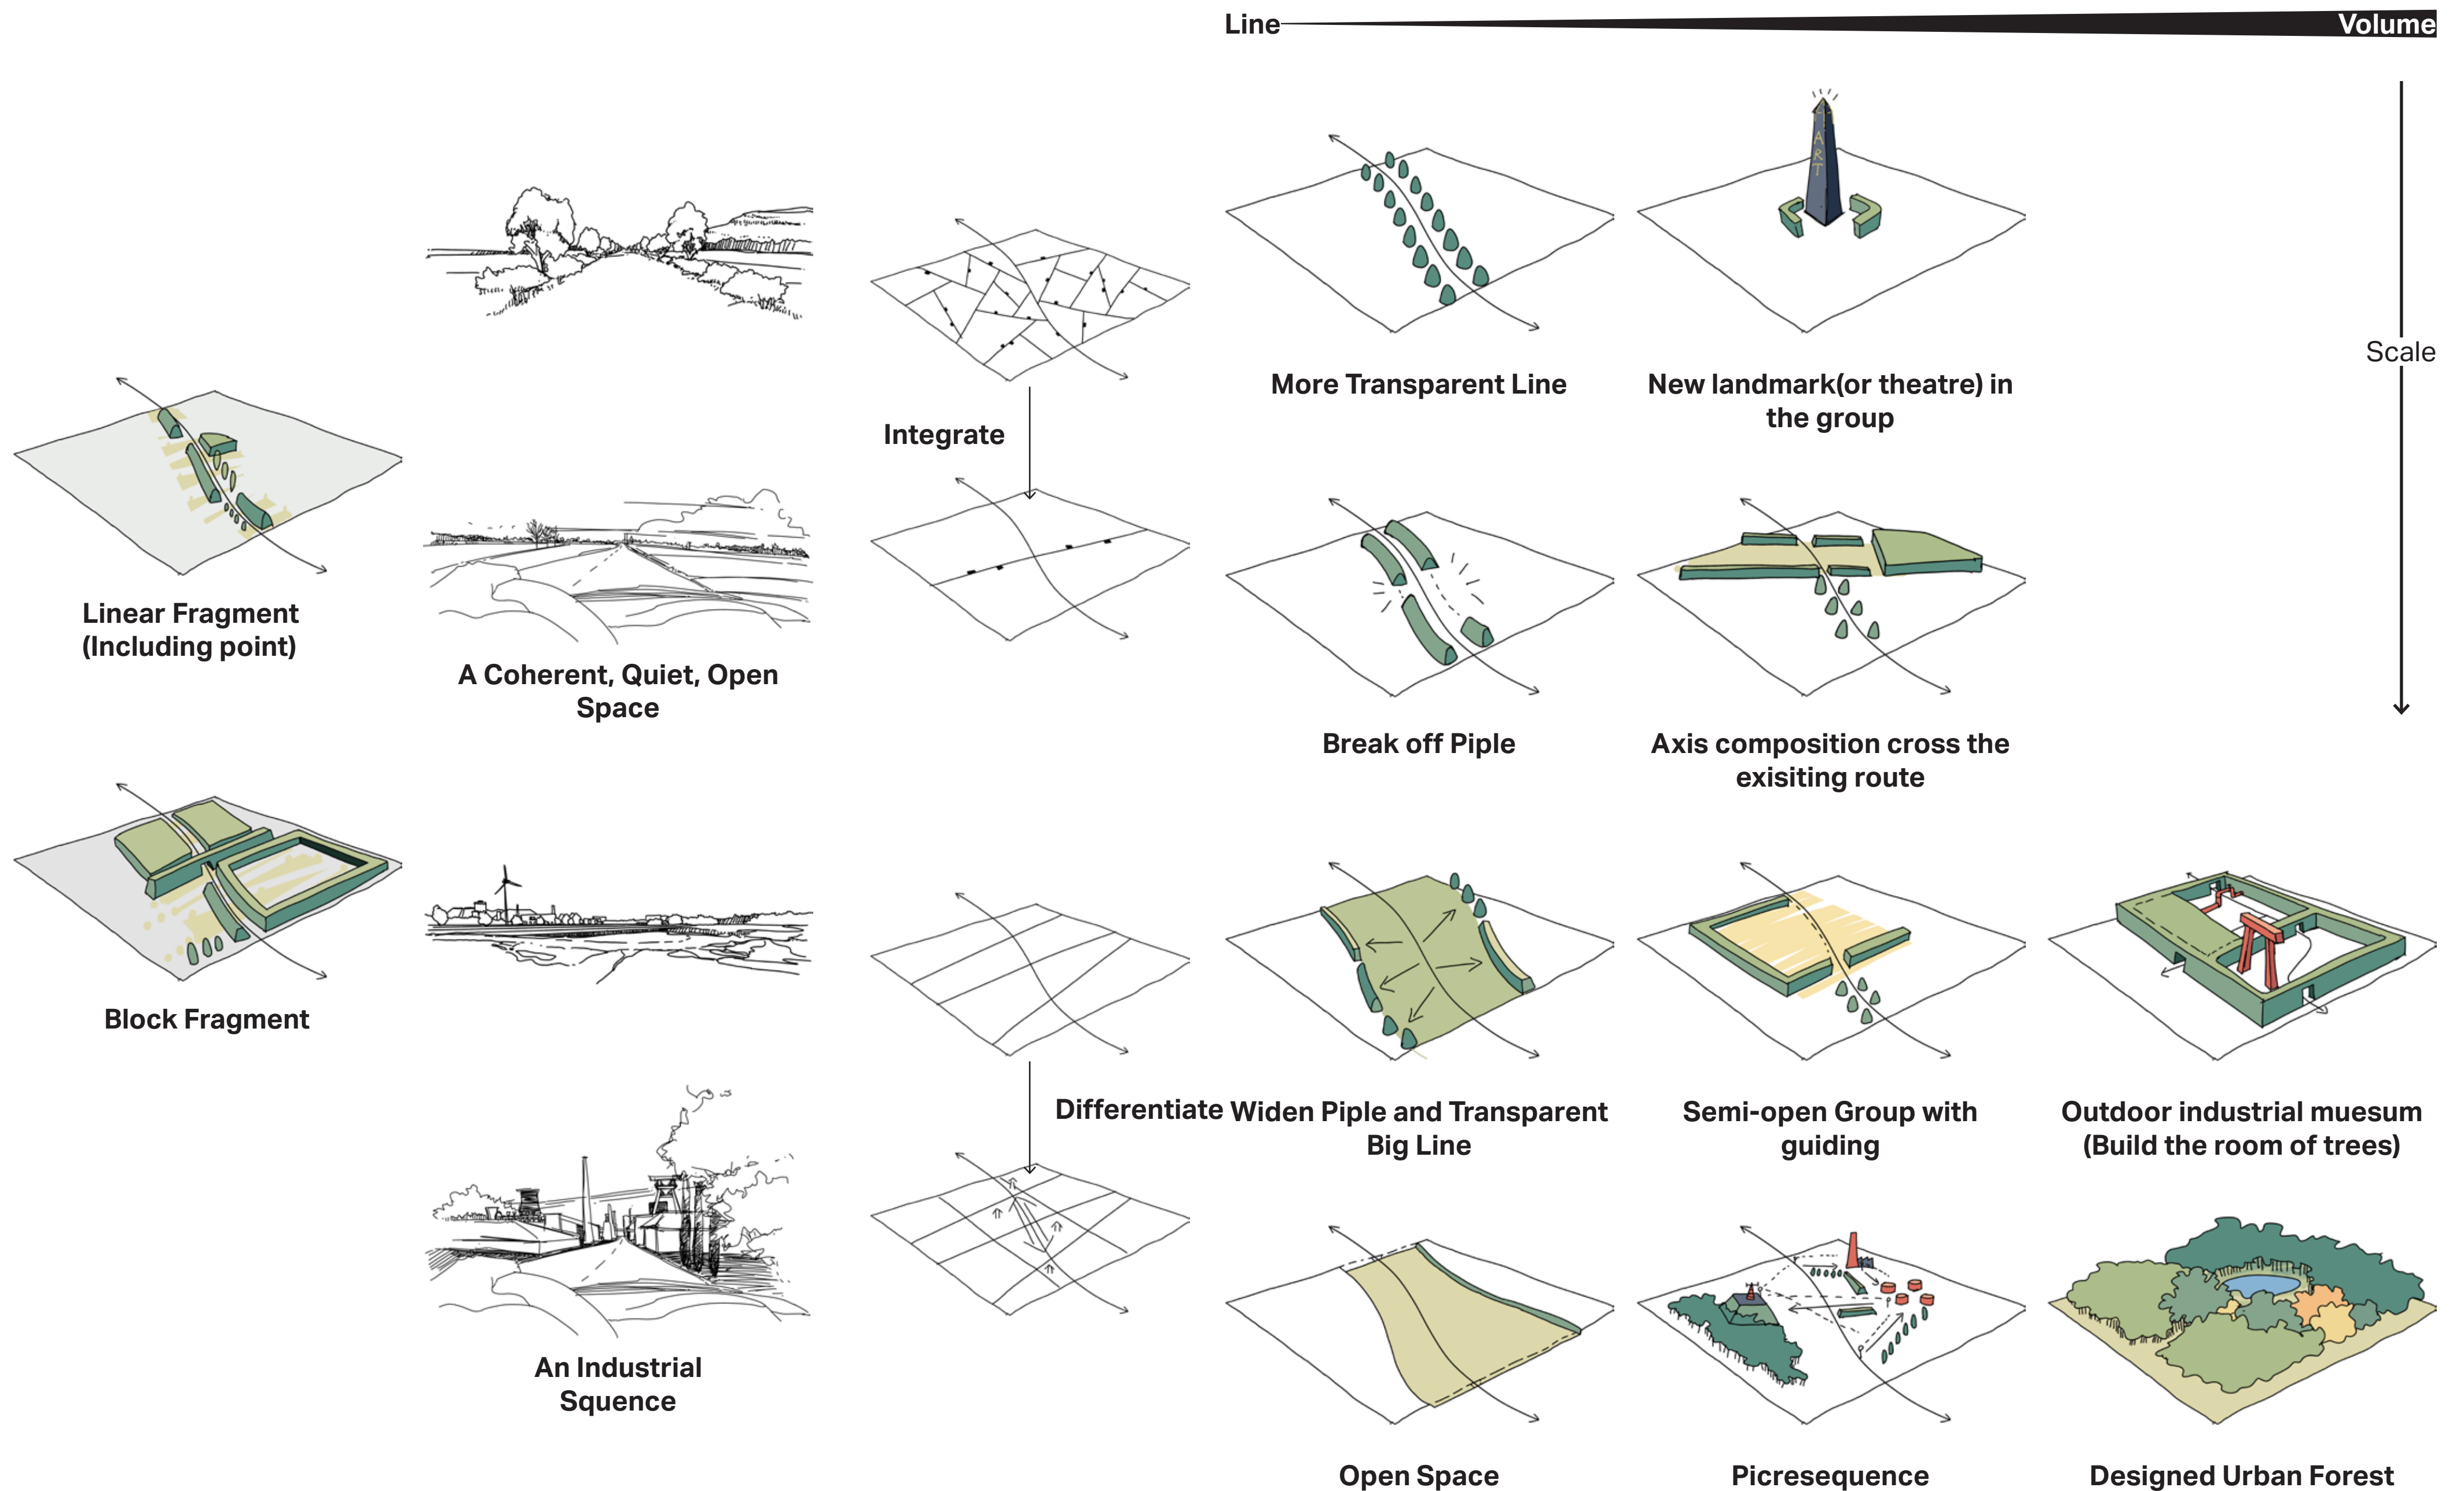 Line
Volume
Scale
ART
More Transparent Line
New landmark(or theatre) in
the group
Integrate
Linear Fragment
(Including point)
A Coherent, Quiet, Open
Space
Break off Piple
Axis composition cross the
exisiting route
Block Fragment
Differentiate
Widen Piple and Transparent
Big Line
Semi-open Group with
guiding
Outdoor industrial muesum
(Build the room of trees)
An Industrial
Squence
Open Space
Picresequence
Designed Urban Forest